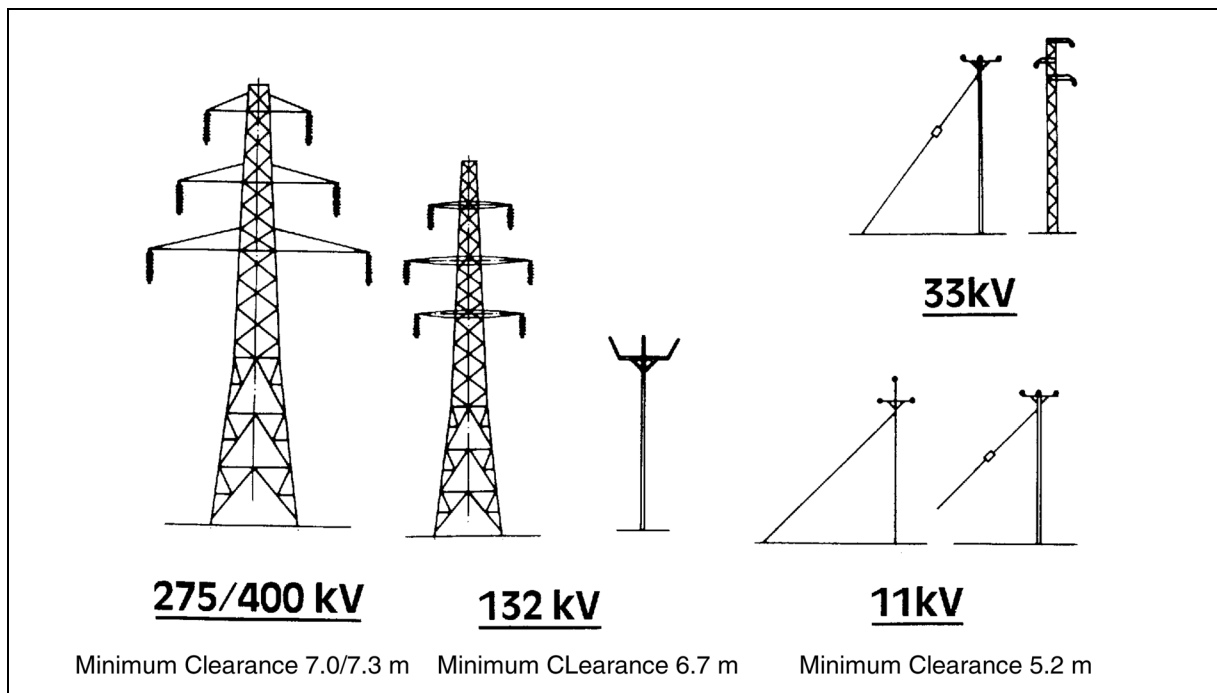 33kV
275/400 kV
132 kV
11kV
Minimum Clearance 7.0/7.3 m
Minimum CLearance 6.7 m
Minimum Clearance 5.2 m